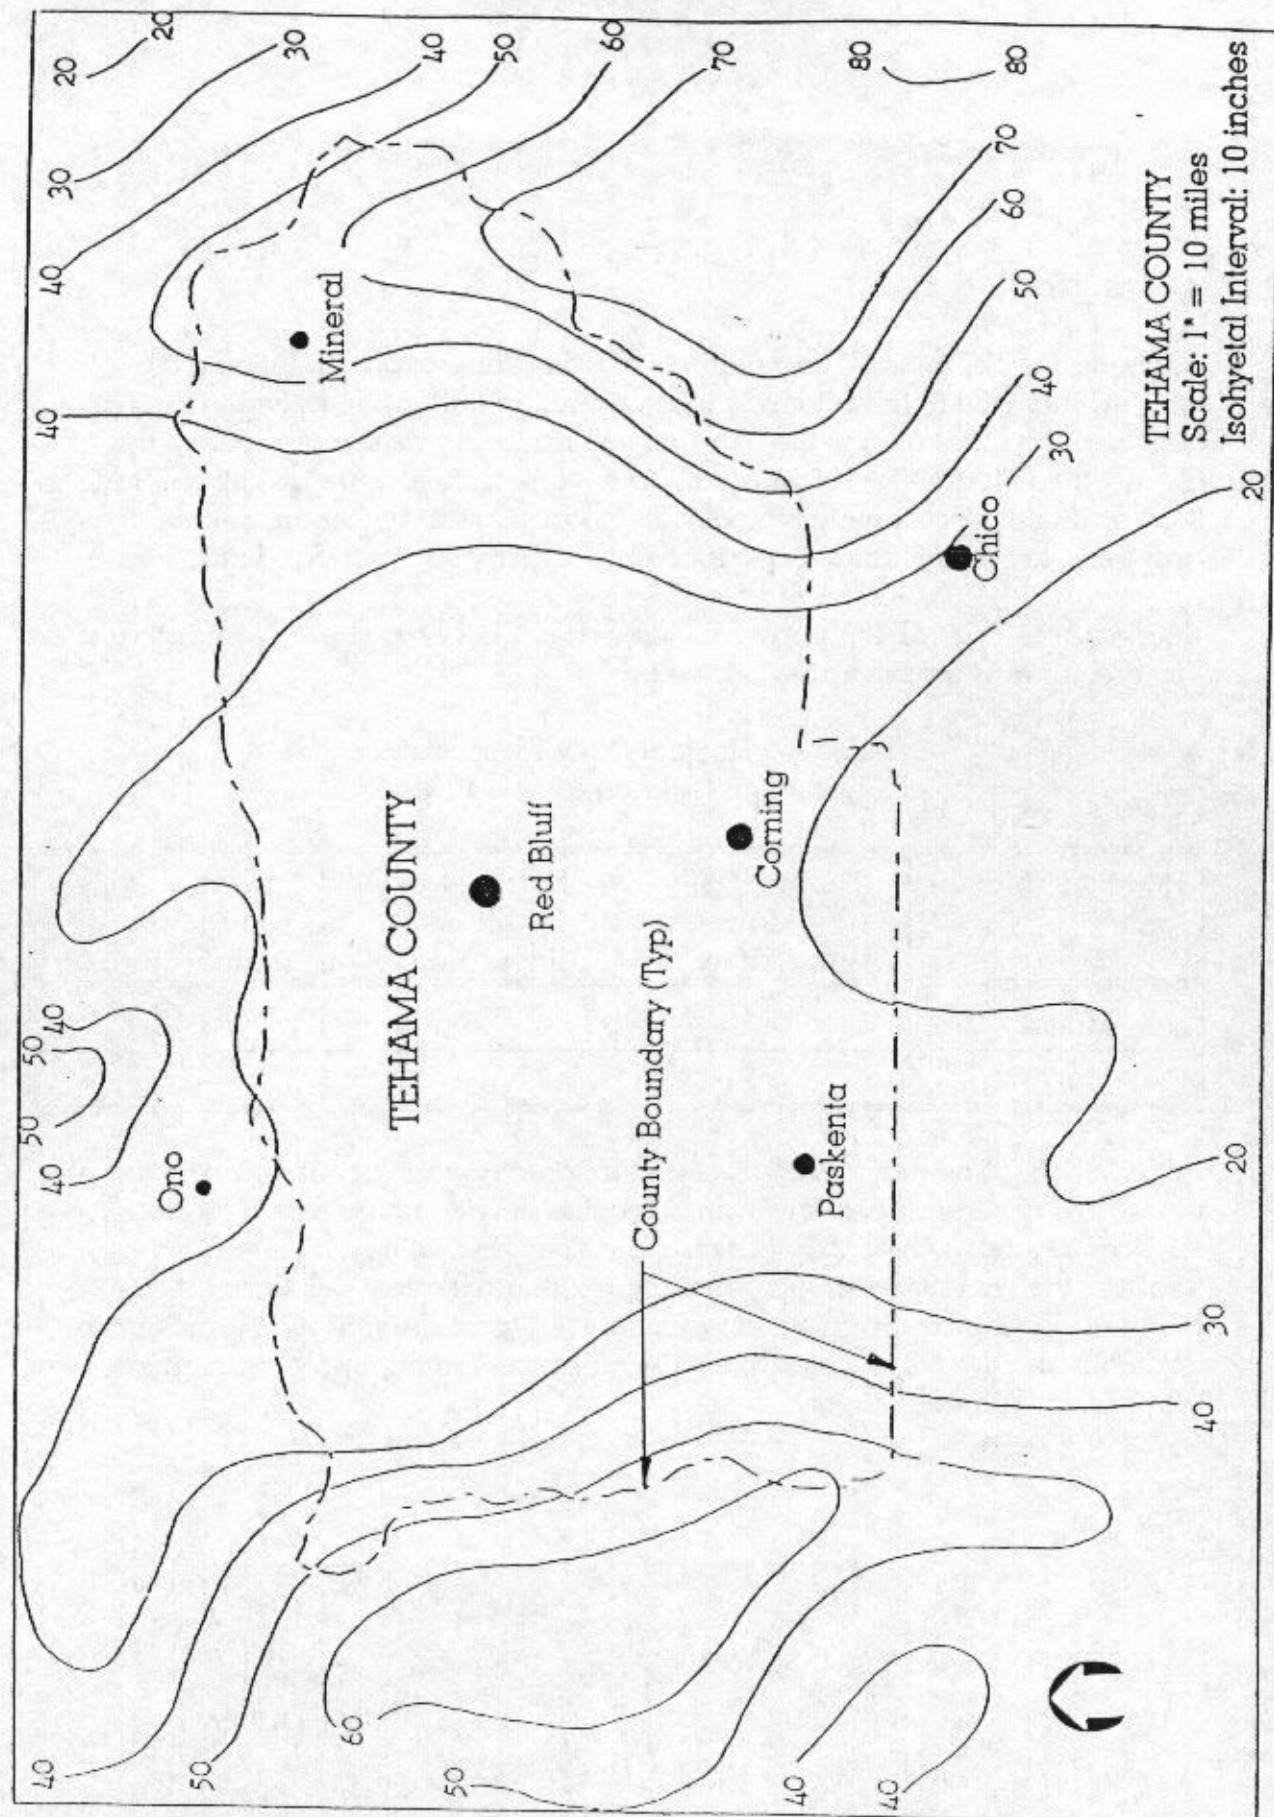 40
40
50
50
40
40
40
30
20
20
Ono
50
30
Mineral
60
TEHAMA COUNTY
40
50
50
Red Bluff
60
County Boundary (Typ)
70
Corning
40
Paskenta
80
40
Chico
70
60
80
50
40
30
TEHAMA COUNTY
Scale: 1" = 10 miles
Isohyetal Interval: 10 inches
40
30
20
20